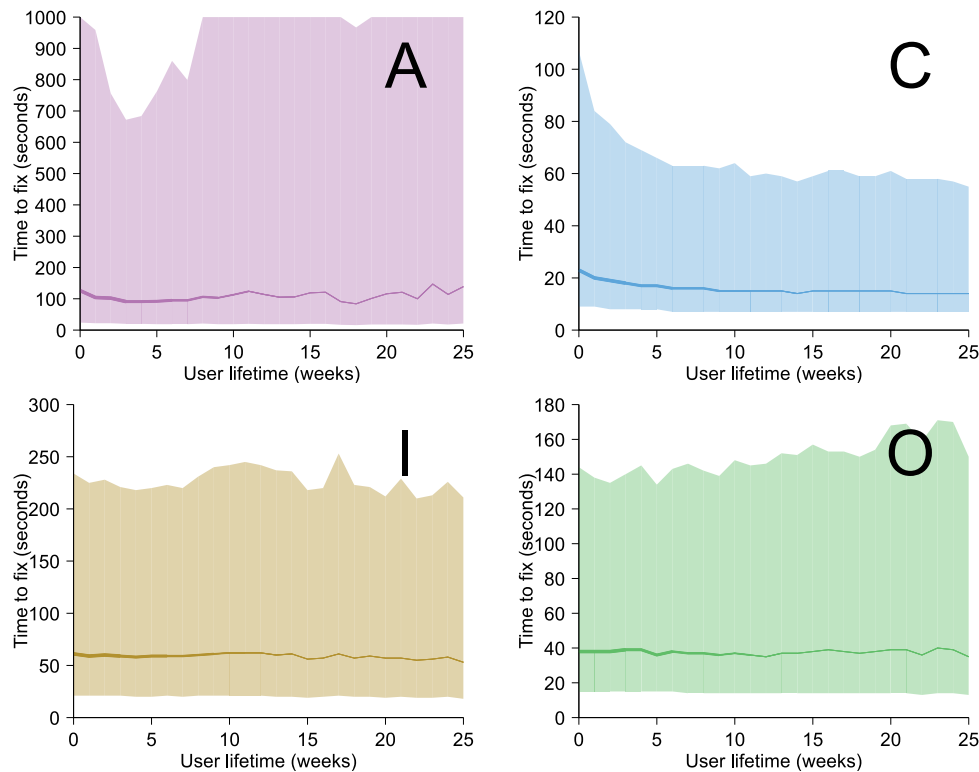 A
Time to fix (seconds)
1000
900
800
700
600
500
400
300
200
100
0
0 5 10 15 20 25
User lifetime (weeks)
C
Time to fix (seconds)
120
100
80
60
40
20
0
0 5 10 15 20 25
User lifetime (weeks)
I
Time to fix (seconds)
300
250
200
150
100
50
0
0 5 10 15 20 25
User lifetime (weeks)
O
Time to fix (seconds)
180
160
140
120
100
80
60
40
20
0
0 5 10 15 20 25
User lifetime (weeks)